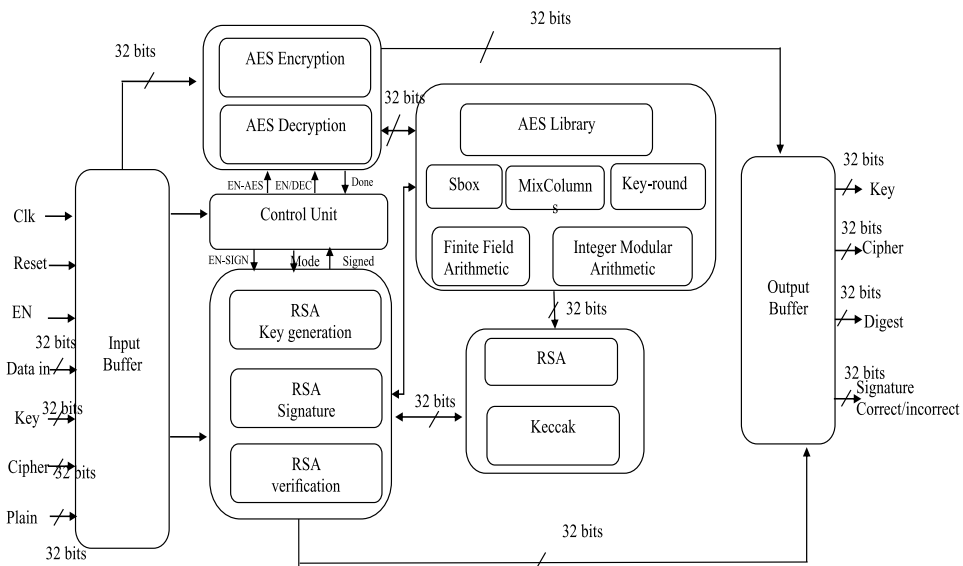 32 bits
32 bits
AES Encryption
AES Decryption
32 bits
AES Library
Sbox
MixColumn
s
Key-round
Finite Field
Arithmetic
Integer Modular
Arithmetic
EN-AES
EN/DEC
Done
Control Unit
EN-SIGN
Mode
Signed
Clk
Reset
EN
32 bits
Data in
Key
32 bits
Cipher
32 bits
Plain
32 bits
Input
Buffer
RSA
Key generation
RSA
Signature
RSA
verification
32 bits
32 bits
RSA
Keccak
32 bits
Output
Buffer
32 bits
Key
32 bits
Cipher
32 bits
Digest
32 bits
Signature
Correct/incorrect